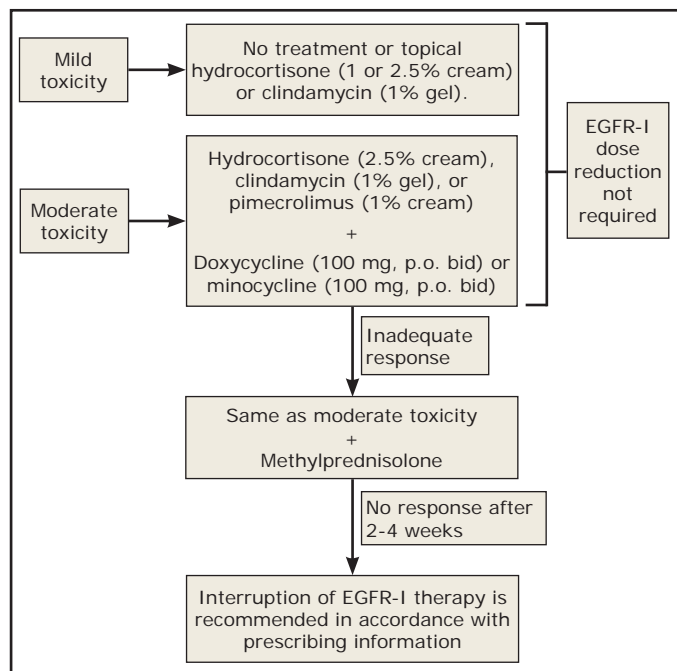 Mild
toxicity
No treatment or topical
hydrocortisone (1 or 2.5% cream)
or clindamycin (1% gel).
Moderate
toxicity
Hydrocortisone (2.5% cream),
clindamycin (1% gel), or
pimecrolimus (1% cream)
+
Doxycycline (100 mg, p.o. bid) or
minocycline (100 mg, p.o. bid)
EGFR-I
dose
reduction
not
required
Inadequate
response
Same as moderate toxicity
+
Methylprednisolone
No response after
2-4 weeks
Interruption of EGFR-I therapy is
recommended in accordance with
prescribing information